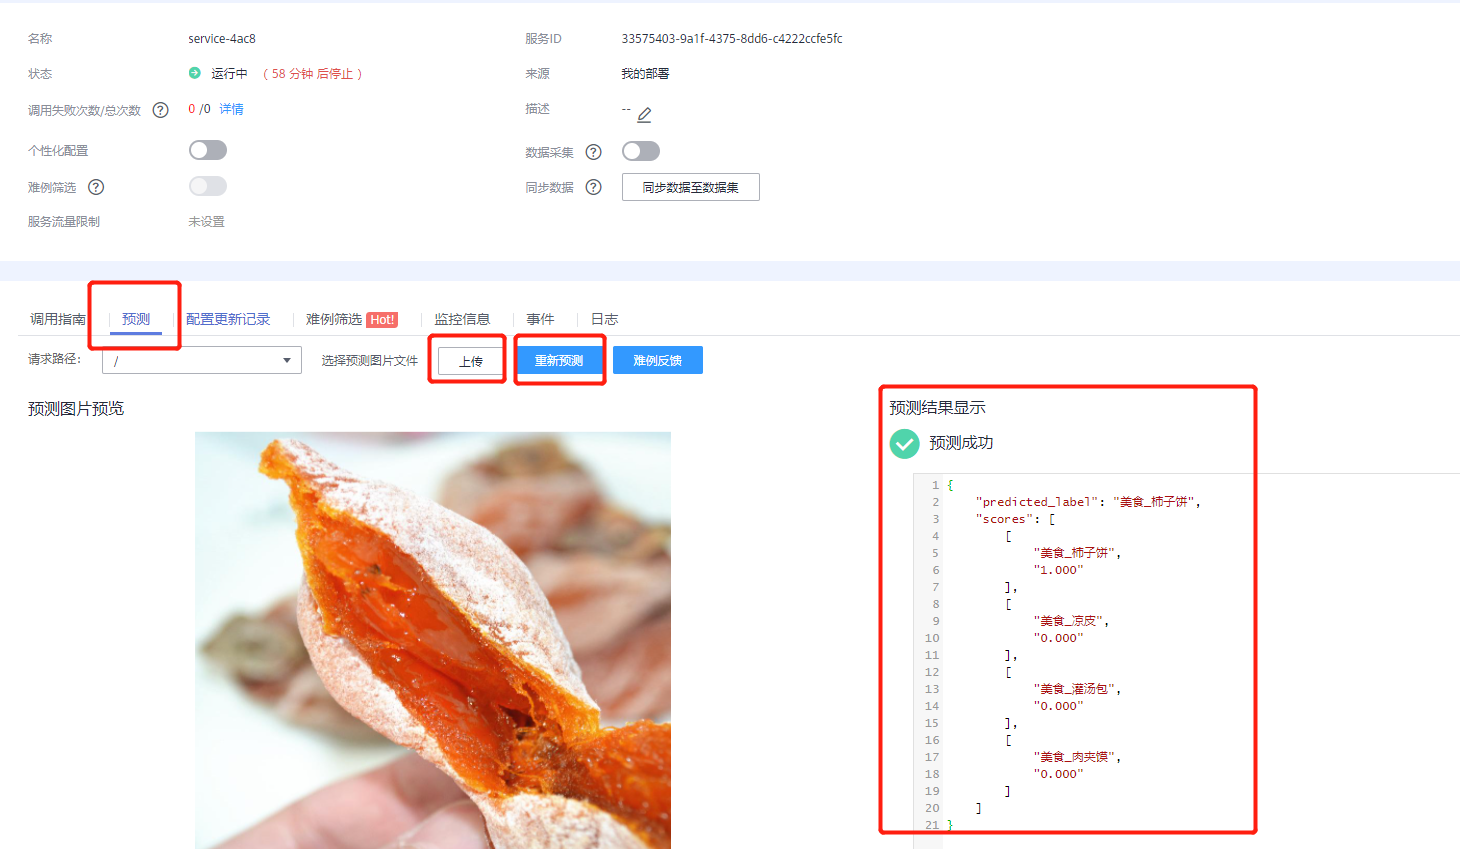 名称 service-4ac8 服务ID 33575403-9a1f-4375-8dd6-c4222ccfe5fc
状态 运行中 （ 58 分钟 后停止 ） 来源 我的部署
调用失败次数/总次数 ? 0 /0 详情 描述 --
个性化配置 数据采集 ?
难例筛选 ? 同步数据 ? 同步数据至数据集
服务流量限制 未设置
调用指南 预测 配置更新记录 难例筛选 Hot! 监控信息 事件 日志
请求路径： / 选择预测图片文件 上传 重新预测 难例反馈
预测图片预览 预测结果显示
预测成功
1 {
2 "predicted_label": "美食_柿子饼",
3 "scores": [
4 [
5 "美食_柿子饼",
6 "1.000"
7 ],
8 [
9 "美食_凉皮",
10 "0.000"
11 ],
12 [
13 "美食_灌汤包",
14 "0.000"
15 ],
16 [
17 "美食_肉夹馍",
18 "0.000"
19 ]
20 ]
21 }